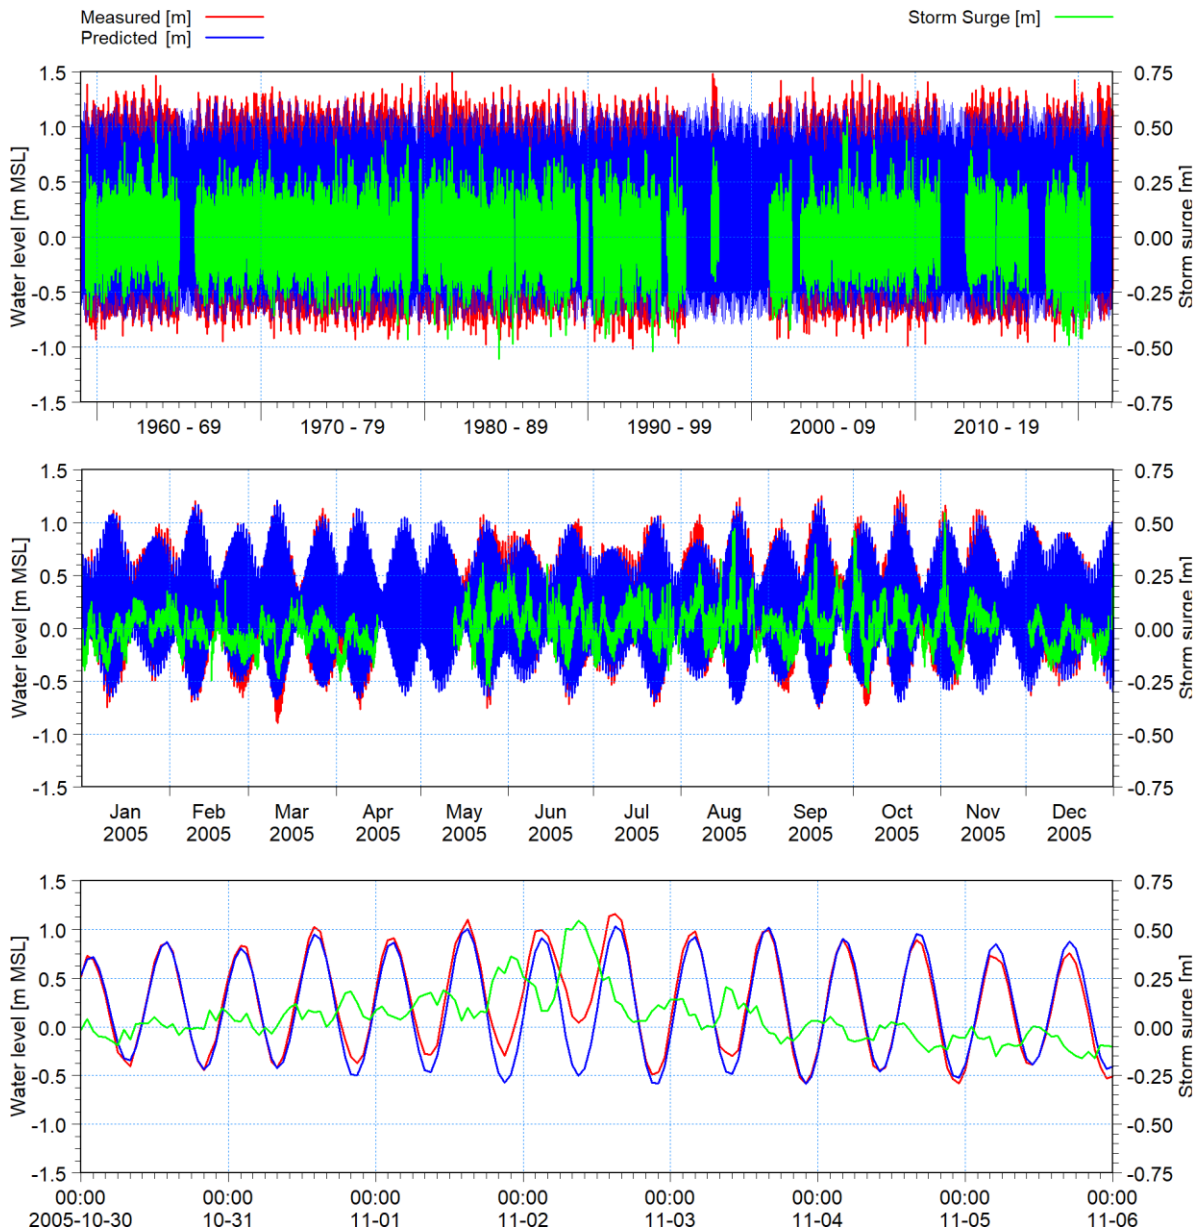 Measured [m]
Predicted [m]
Storm Surge [m]
Water level [m MSL]
1.5
1.0
0.5
0.0
-0.5
-1.0
-1.5
0.75
0.50
0.25
0.00
-0.25
-0.50
-0.75
Storm surge [m]
1960 - 69
1970 - 79
1980 - 89
1990 - 99
2000 - 09
2010 - 19
Water level [m MSL]
1.5
1.0
0.5
0.0
-0.5
-1.0
-1.5
0.75
0.50
0.25
0.00
-0.25
-0.50
-0.75
Storm surge [m]
Jan Feb Mar Apr May Jun Jul Aug Sep Oct Nov Dec
2005 2005 2005 2005 2005 2005 2005 2005 2005 2005 2005 2005
Water level [m MSL]
1.5
1.0
0.5
0.0
-0.5
-1.0
-1.5
0.75
0.50
0.25
0.00
-0.25
-0.50
-0.75
Storm surge [m]
00:00 00:00 00:00 00:00 00:00 00:00 00:00 00:00
2005-10-30 10-31 11-01 11-02 11-03 11-04 11-05 11-06